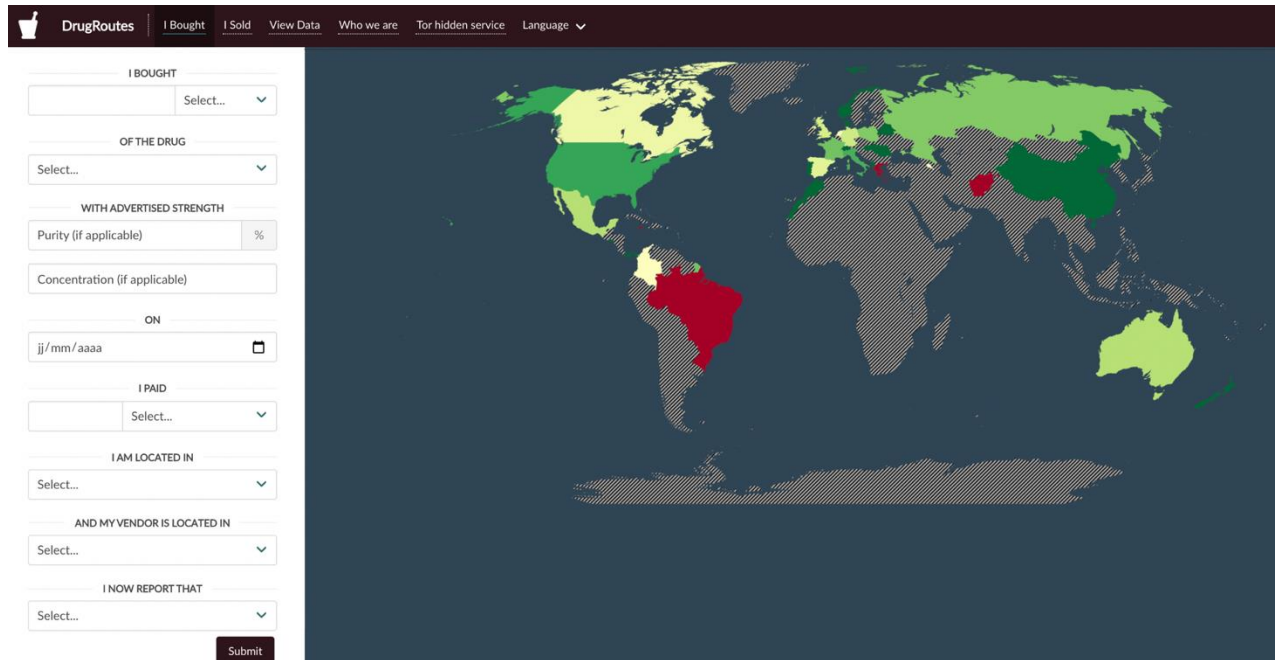 DrugRoutes I Bought I Sold View Data Who we are Tor hidden service Language
I BOUGHT
Select...
OF THE DRUG
Select...
WITH ADVERTISED STRENGTH
Purity (if applicable) %
Concentration (if applicable)
ON
jj/mm/aaaa
I PAID
Select...
I AM LOCATED IN
Select...
AND MY VENDOR IS LOCATED IN
Select...
I NOW REPORT THAT
Select...
Submit